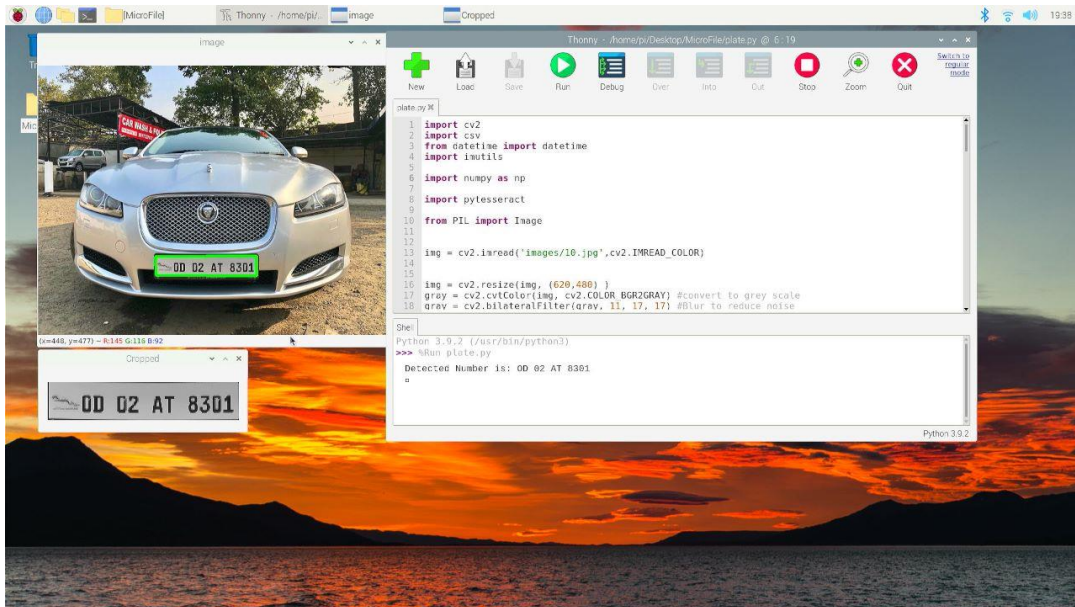 [MicroFile]
Thonny - /home/pi/...
image
Cropped
19:38
image
CAR WASH &
OD 02 AT 8301
(x=448, y=477) ~ R:145 G:116 B:92
Cropped
OD 02 AT 8301
Thonny - /home/pi/Desktop/MicroFile/plate.py @ 6:19
New
Load
Save
Run
Debug
Over
Into
Out
Stop
Zoom
Quit
Switch to
regular
mode
plate.py
1 import cv2
2 import csv
3 from datetime import datetime
4 import imutils
5
6 import numpy as np
7
8 import pytesseract
9
10 from PIL import Image
11
12
13 img = cv2.imread('images/10.jpg',cv2.IMREAD_COLOR)
14
15
16 img = cv2.resize(img, (620,480) )
17 gray = cv2.cvtColor(img, cv2.COLOR_BGR2GRAY) #convert to grey scale
18 gray = cv2.bilateralFilter(gray, 11, 17, 17) #Blur to reduce noise
Shell
Python 3.9.2 (/usr/bin/python3)
>>> %Run plate.py
Detected Number is: OD 02 AT 8301
Python 3.9.2